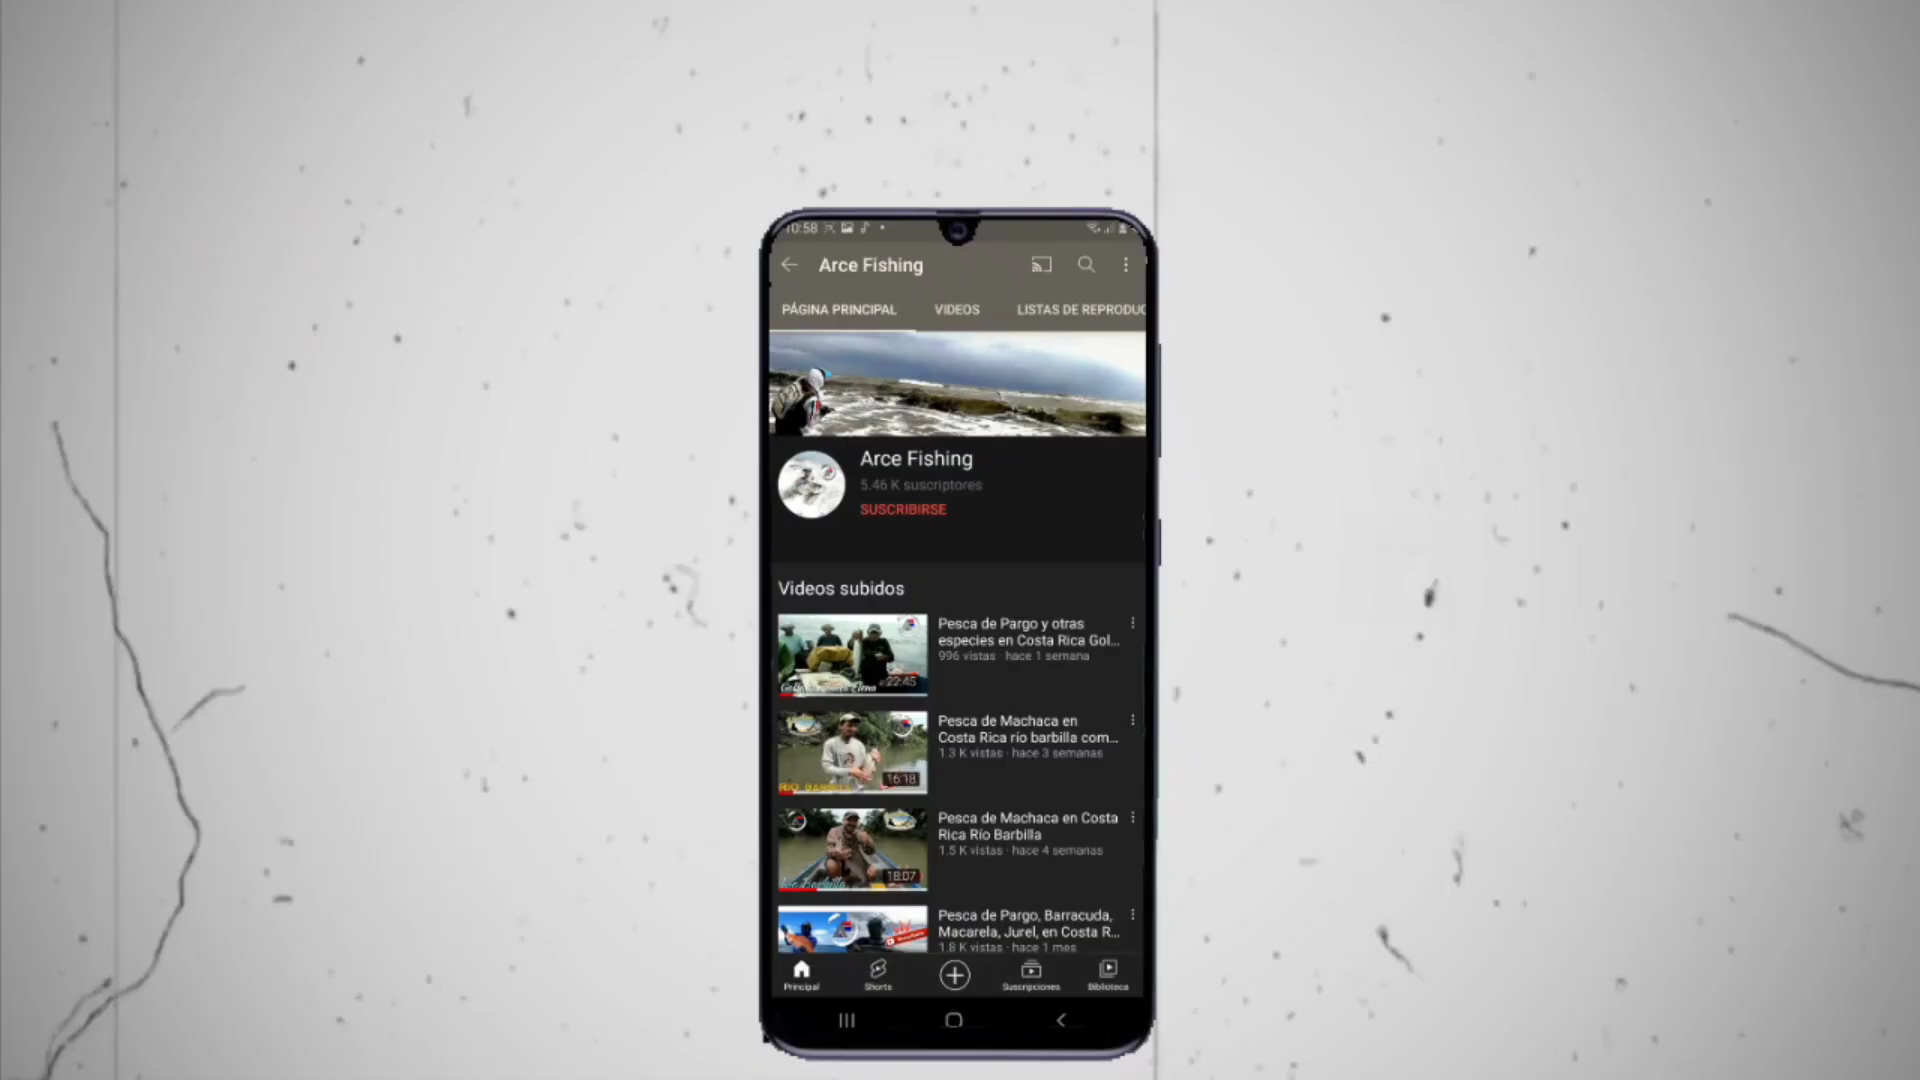 10:58
Arce Fishing
PÁGINA PRINCIPAL VIDEOS LISTAS DE REPRODUC
Arce Fishing
5.46 K suscriptores
SUSCRIBIRSE
Videos subidos
Pesca de Pargo y otras
especies en Costa Rica Gol...
996 vistas · hace 1 semana
22:45
Pesca de Machaca en
Costa Rica río barbilla com...
1.3 K vistas · hace 3 semanas
16:18
Pesca de Machaca en Costa
Rica Río Barbilla
1.5 K vistas · hace 4 semanas
18:07
Pesca de Pargo, Barracuda,
Macarela, Jurel, en Costa R...
1.8 K vistas · hace 1 mes
Principal Shorts Suscripciones Biblioteca